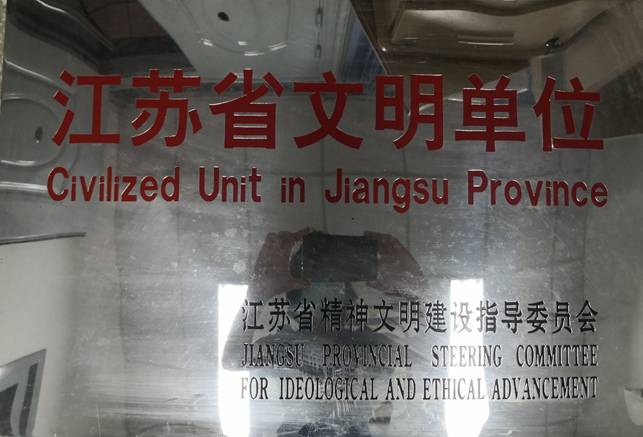 江苏省文明单位
Civilized Unit in Jiangsu Province
江苏省精神文明建设指导委员会
JIANGSU PROVINCIAL STEERING COMMITTEE
FOR IDEOLOGICAL AND ETHICAL ADVANCEMENT